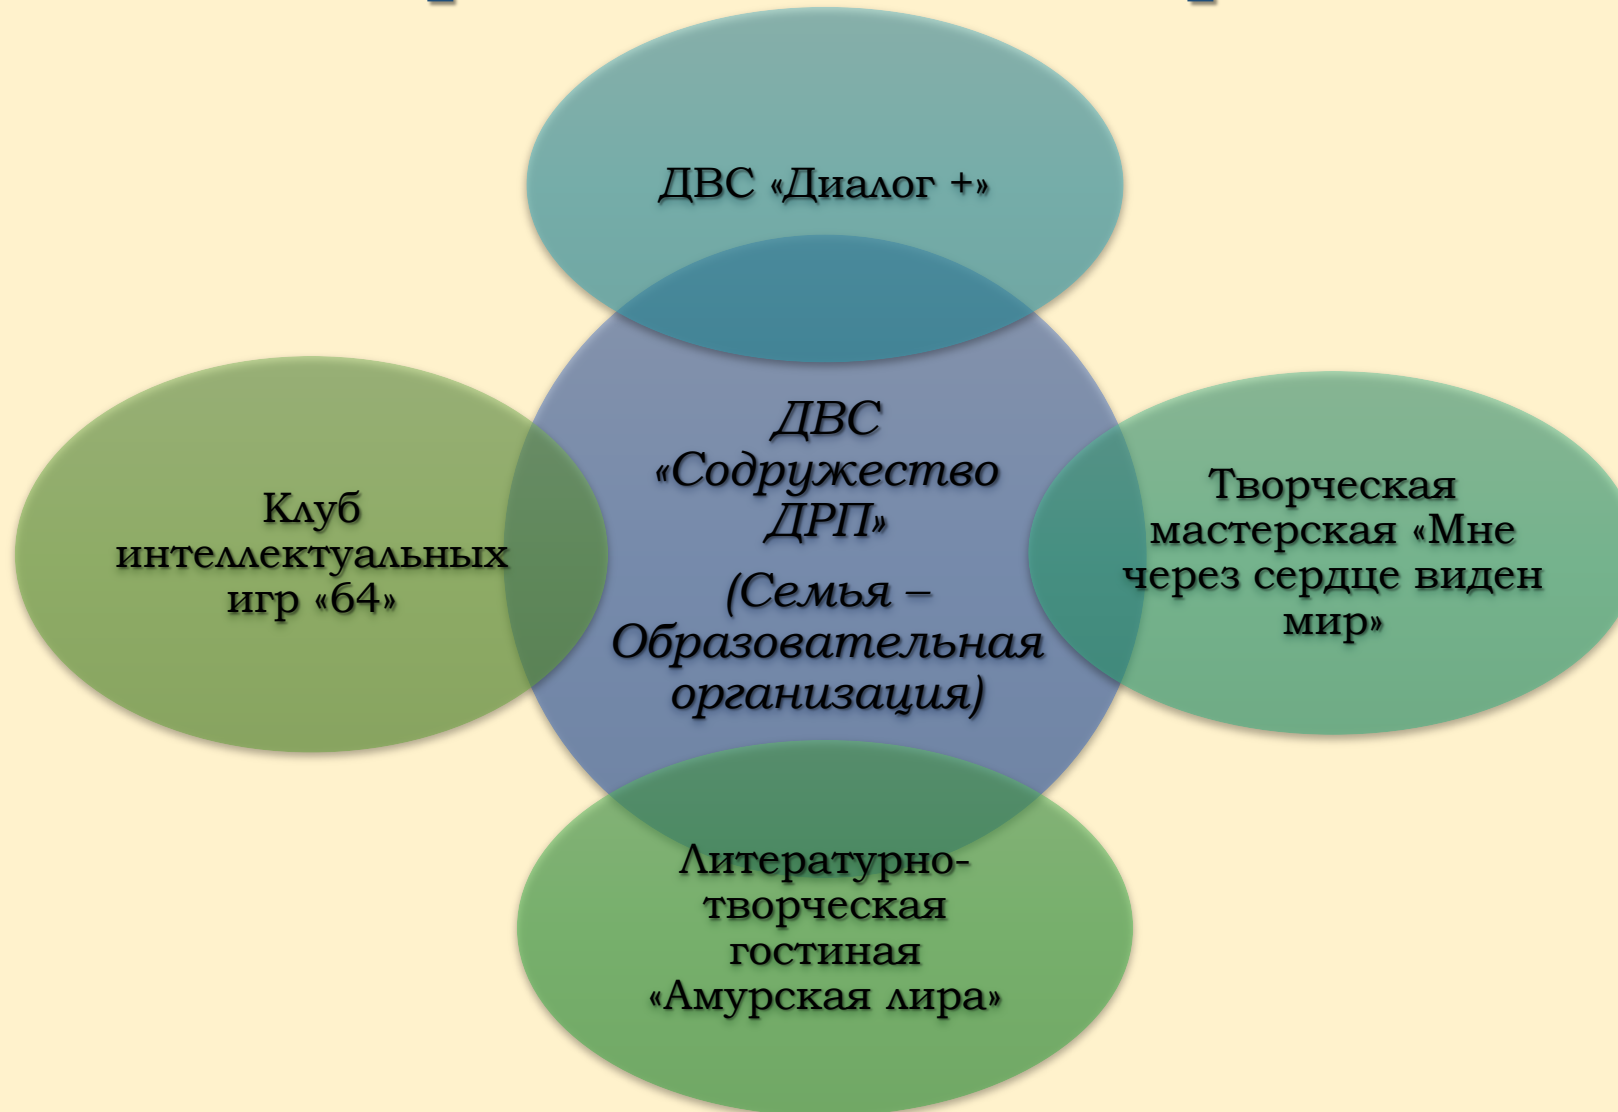 ДВС «Диалог +»
ДВС
«Содружество
ДРП»
(Семья –
Образовательная
организация)
Клуб
интеллектуальных
игр «64»
Творческая
мастерская «Мне
через сердце виден
мир»
Литературно-
творческая
гостиная
«Амурская лира»